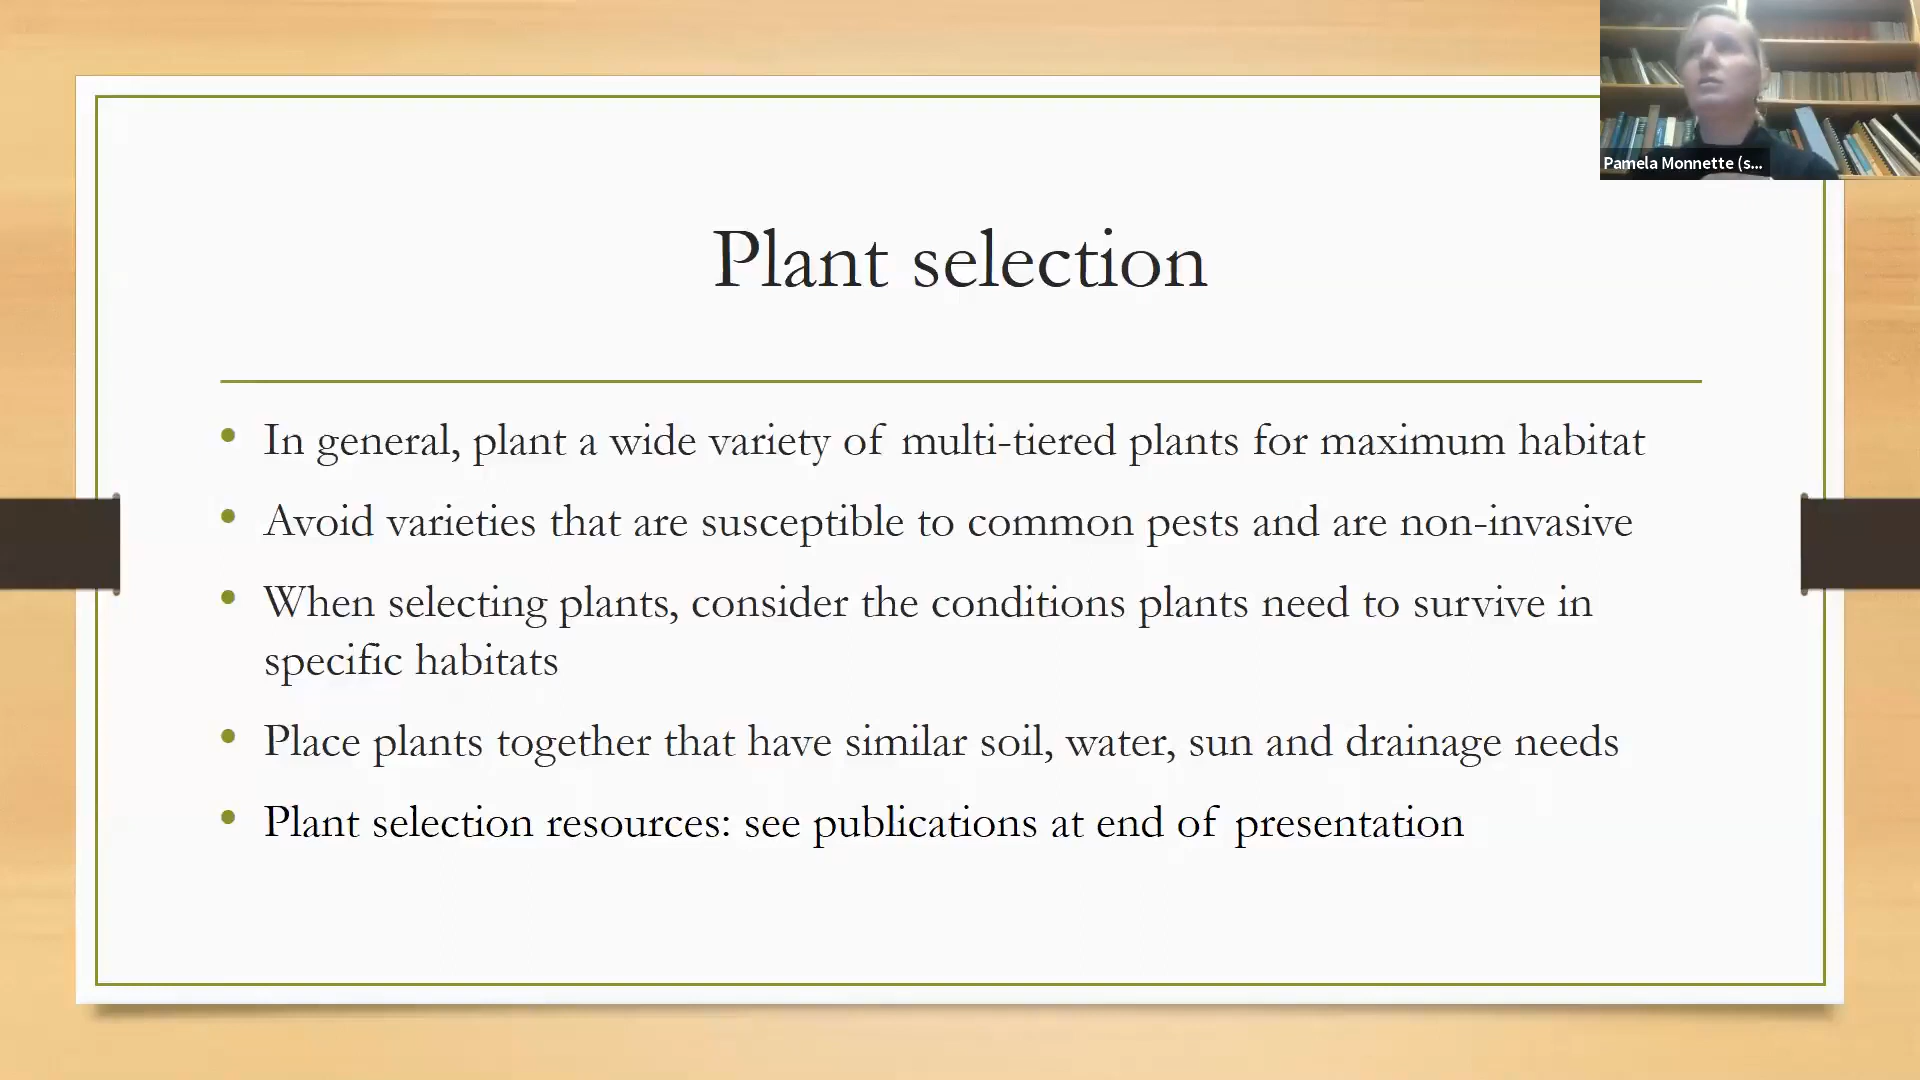 Pamela Monnette (s...
Plant selection
• In general, plant a wide variety of multi-tiered plants for maximum habitat
• Avoid varieties that are susceptible to common pests and are non-invasive
• When selecting plants, consider the conditions plants need to survive in
specific habitats
• Place plants together that have similar soil, water, sun and drainage needs
• Plant selection resources: see publications at end of presentation